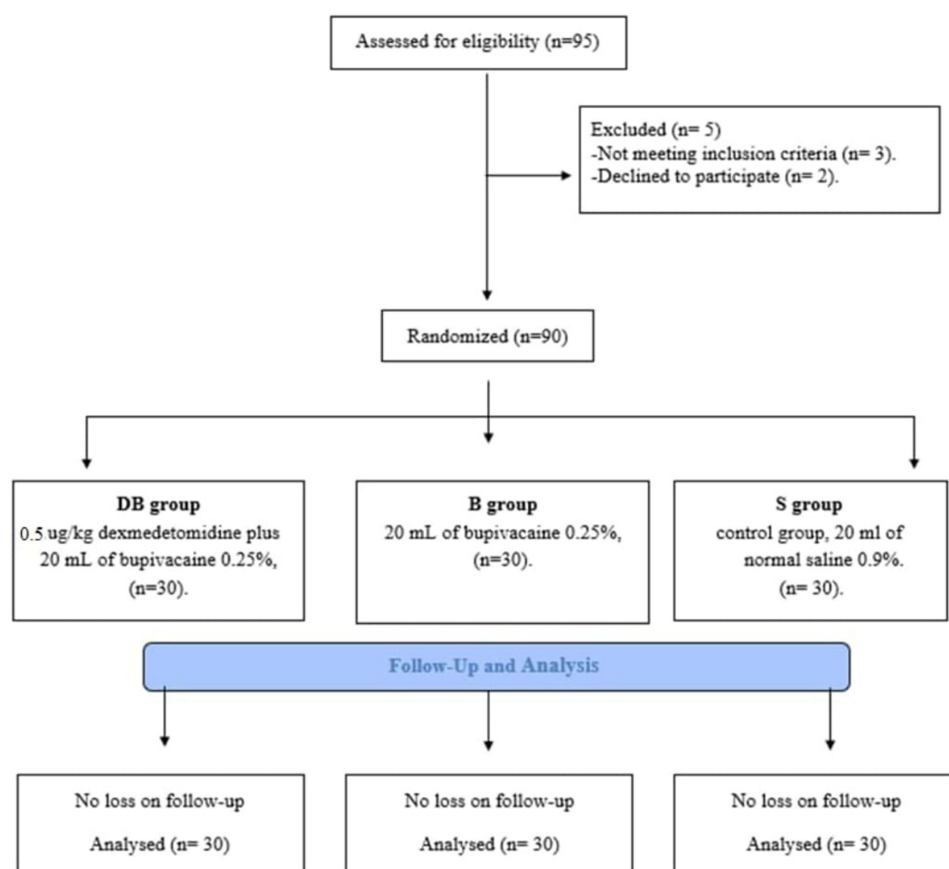 Assessed for eligibility (n=95)
Excluded (n= 5)
-Not meeting inclusion criteria (n= 3).
-Declined to participate (n= 2).
Randomized (n=90)
DB group
0.5 ug/kg dexmedetomidine plus
20 mL of bupivacaine 0.25%,
(n=30).
B group
20 mL of bupivacaine 0.25%,
(n=30).
S group
control group, 20 ml of
normal saline 0.9%.
(n= 30).
Follow-Up and Analysis
No loss on follow-up
Analysed (n= 30)
No loss on follow-up
Analysed (n= 30)
No loss on follow-up
Analysed (n= 30)